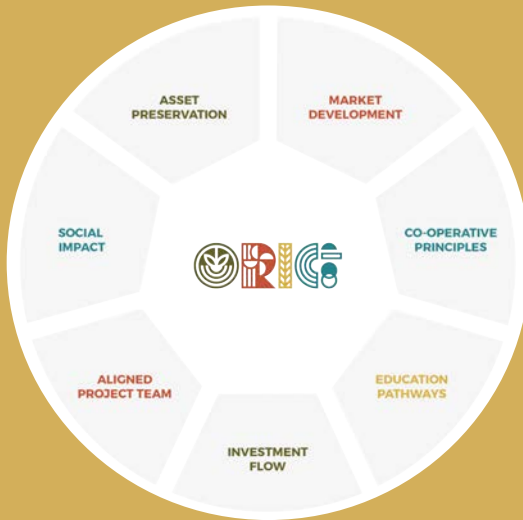 ASSET
PRESERVATION
MARKET
DEVELOPMENT
SOCIAL
IMPACT
ORIC
CO-OPERATIVE
PRINCIPLES
ALIGNED
PROJECT TEAM
EDUCATION
PATHWAYS
INVESTMENT
FLOW